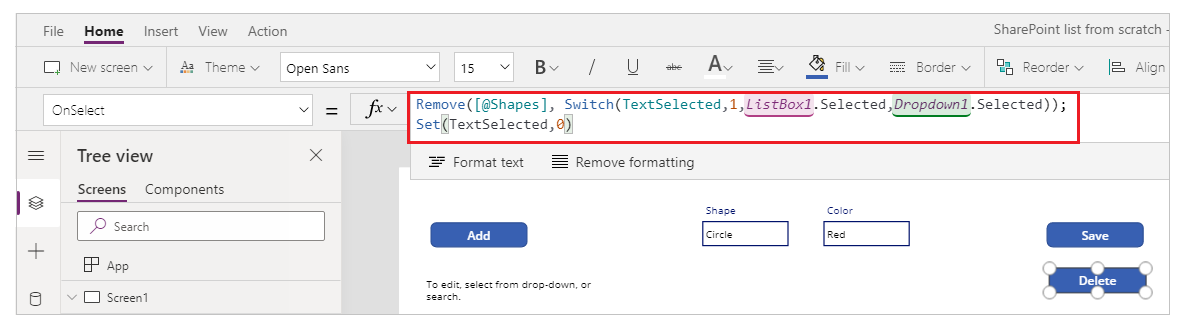 File Home Insert View Action SharePoint list from scratch -
New screen Aa Theme Open Sans 15 B / U abc A Fill Border Reorder Align
OnSelect = fx Remove([@Shapes], Switch(TextSelected,1,ListBox1.Selected,Dropdown1.Selected));
Set(TextSelected,0)
Tree view
Format text Remove formatting
Screens Components
Search
App
Screen1
Shape Color
Add Circle Red Save
Delete
To edit, select from drop-down, or
search.